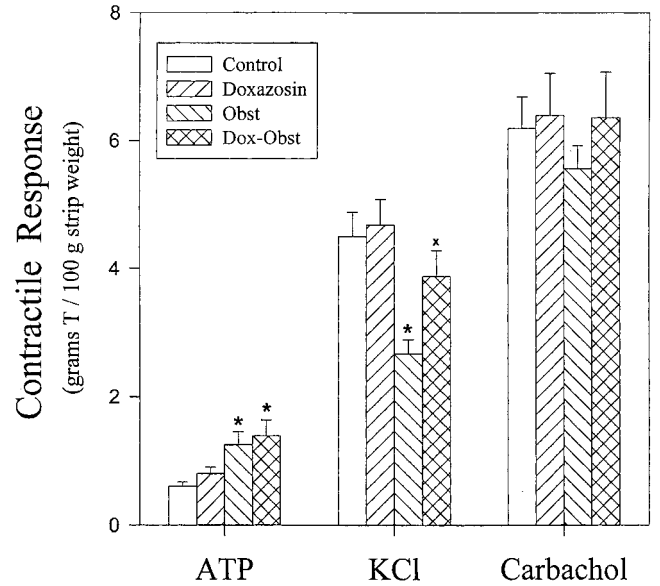 8
6
4
2
0
Contractile Response
(grams T / 100 g strip weight)
Control
Doxazosin
Obst
Dox-Obst
* *
* x
ATP KCl Carbachol